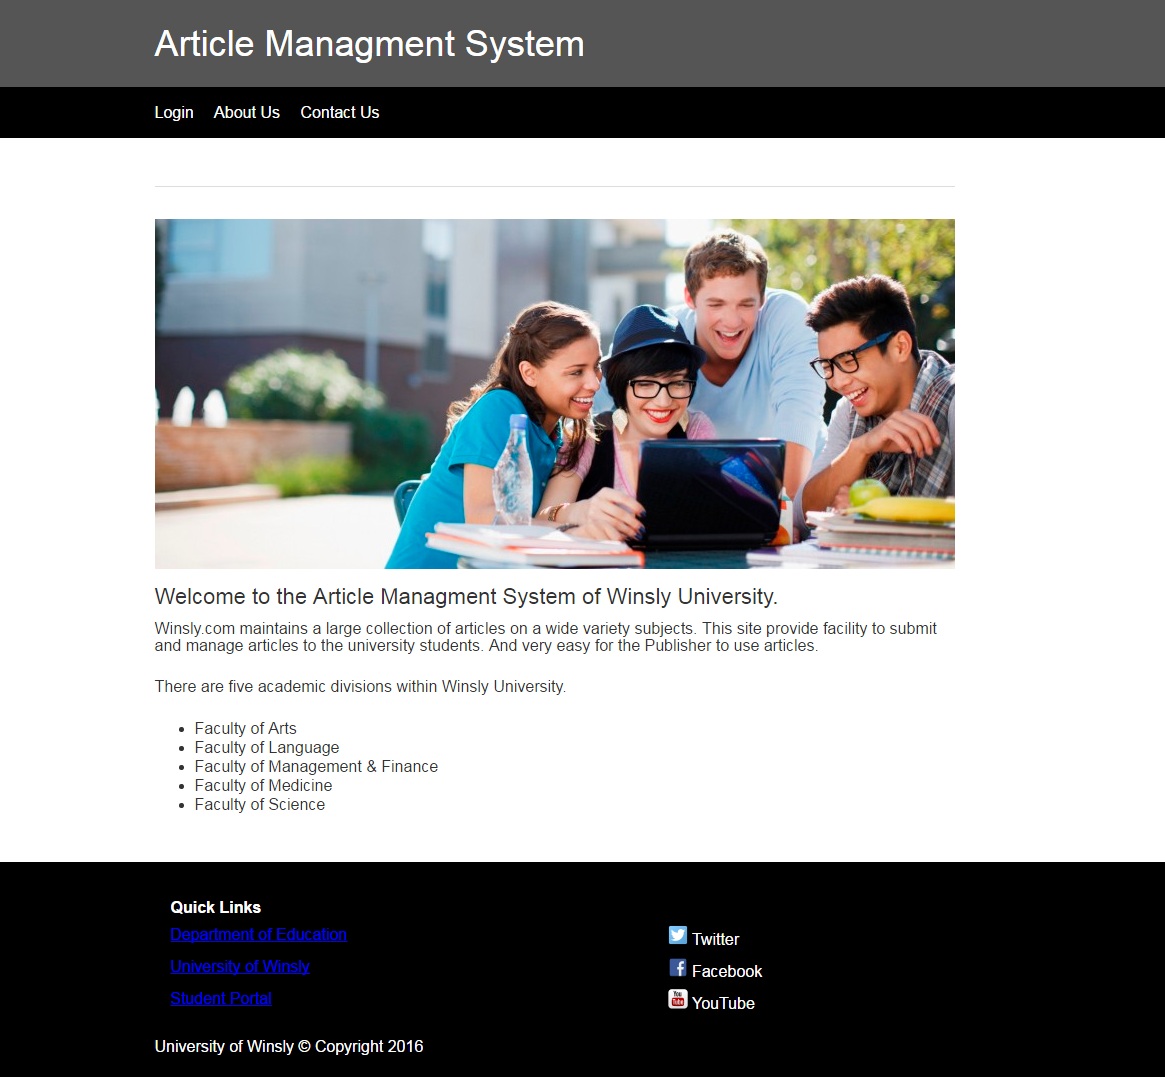 Article Managment System
Login About Us Contact Us
Welcome to the Article Managment System of Winsly University.
Winsly.com maintains a large collection of articles on a wide variety subjects. This site provide facility to submit
and manage articles to the university students. And very easy for the Publisher to use articles.
There are five academic divisions within Winsly University.
• Faculty of Arts
• Faculty of Language
• Faculty of Management & Finance
• Faculty of Medicine
• Faculty of Science
Quick Links
Department of Education
Twitter
University of Winsly
Facebook
Student Portal
You Tube YouTube
University of Winsly © Copyright 2016